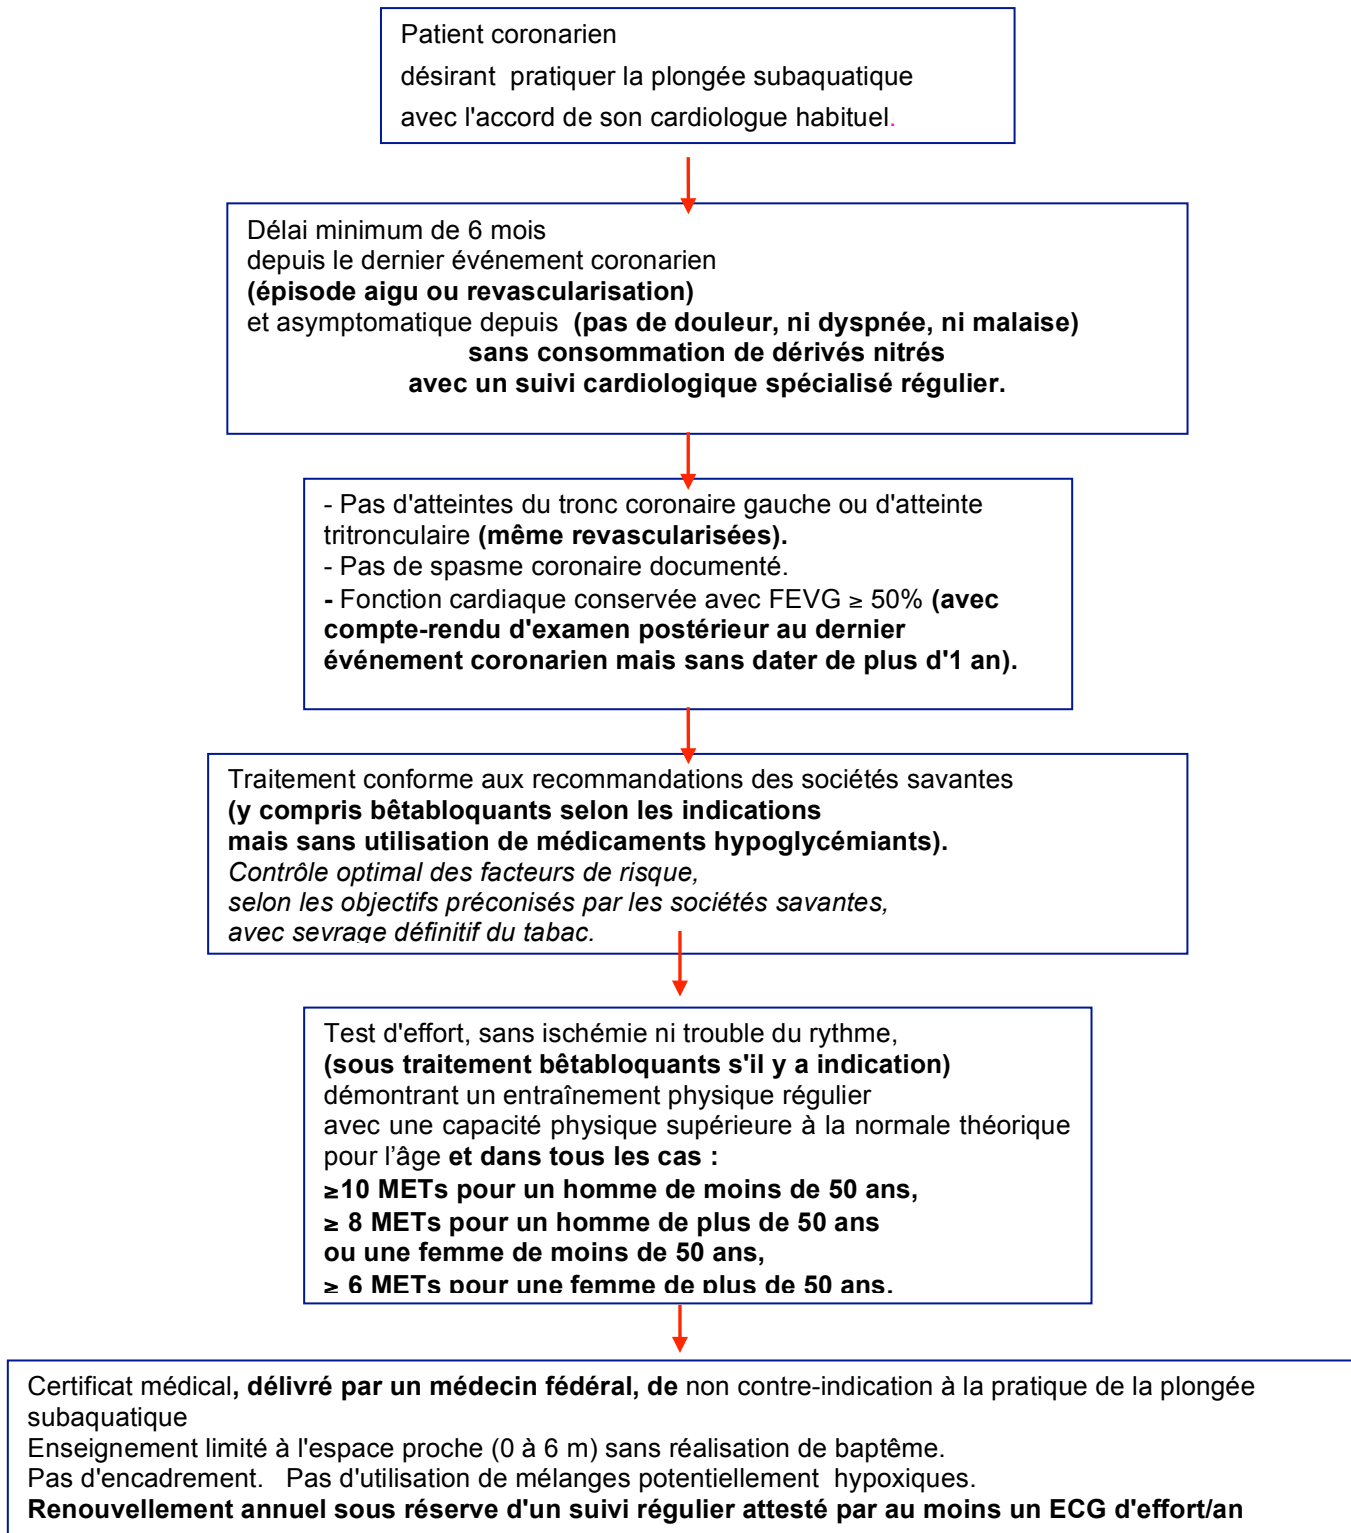 Patient coronarien
désirant pratiquer la plongée subaquatique
avec l'accord de son cardiologue habituel.
Délai minimum de 6 mois
depuis le dernier événement coronarien
(épisode aigu ou revascularisation)
et asymptomatique depuis (pas de douleur, ni dyspnée, ni malaise)
sans consommation de dérivés nitrés
avec un suivi cardiologique spécialisé régulier.
- Pas d'atteintes du tronc coronaire gauche ou d'atteinte
tritronculaire (même revascularisées).
- Pas de spasme coronaire documenté.
- Fonction cardiaque conservée avec FEVG ≥ 50% (avec
compte-rendu d'examen postérieur au dernier
événement coronarien mais sans dater de plus d'1 an).
Traitement conforme aux recommandations des sociétés savantes
(y compris bêtabloquants selon les indications
mais sans utilisation de médicaments hypoglycémiants).
Contrôle optimal des facteurs de risque,
selon les objectifs préconisés par les sociétés savantes,
avec sevrage définitif du tabac.
Test d'effort, sans ischémie ni trouble du rythme,
(sous traitement bêtabloquants s'il y a indication)
démontrant un entraînement physique régulier
avec une capacité physique supérieure à la normale théorique
pour l’âge et dans tous les cas :
≥10 METs pour un homme de moins de 50 ans,
≥ 8 METs pour un homme de plus de 50 ans
ou une femme de moins de 50 ans,
≥ 6 METs pour une femme de plus de 50 ans.
Certificat médical, délivré par un médecin fédéral, de non contre-indication à la pratique de la plongée
subaquatique
Enseignement limité à l'espace proche (0 à 6 m) sans réalisation de baptême.
Pas d'encadrement. Pas d'utilisation de mélanges potentiellement hypoxiques.
Renouvellement annuel sous réserve d'un suivi régulier attesté par au moins un ECG d'effort/an